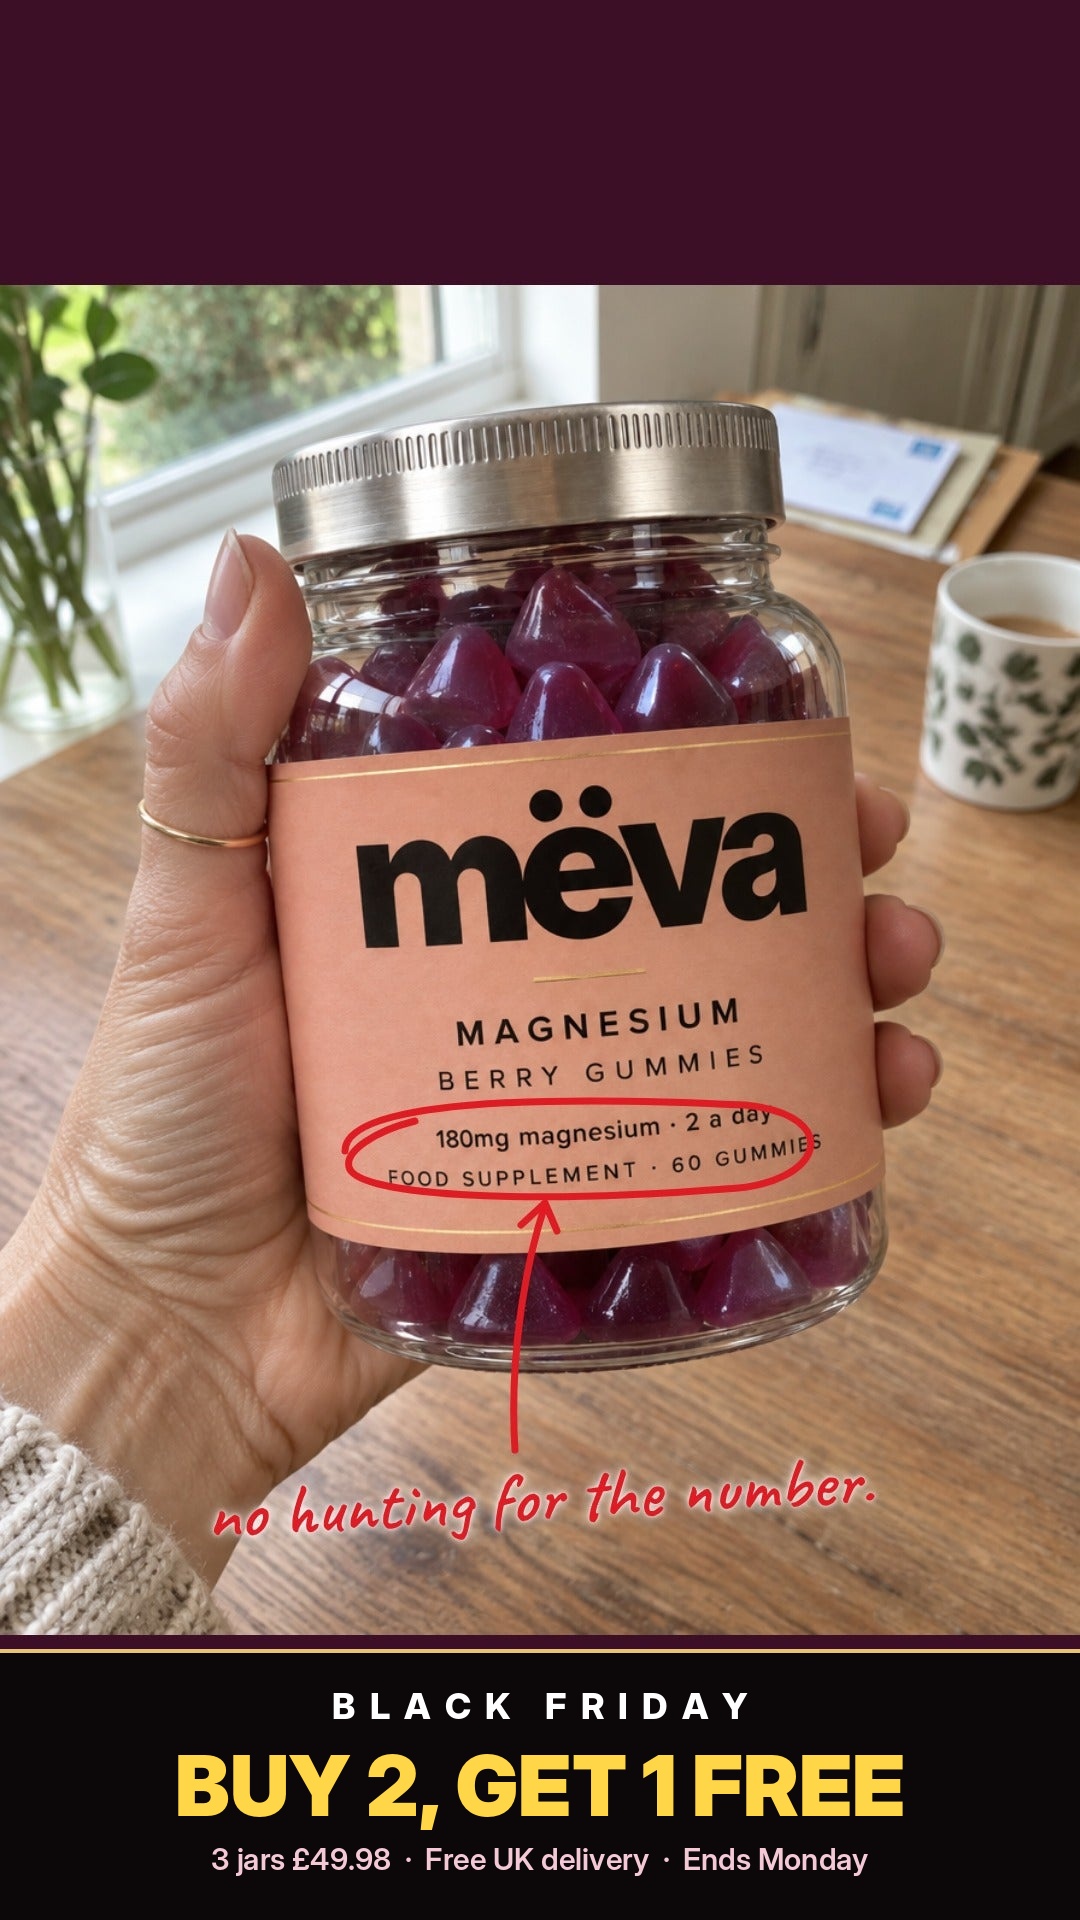 mëva
MAGNESIUM
BERRY GUMMIES
180mg magnesium · 2 a day
FOOD SUPPLEMENT · 60 GUMMIES
no hunting for the number.
BLACK FRIDAY
BUY 2, GET 1 FREE
3 jars £49.98 · Free UK delivery · Ends Monday